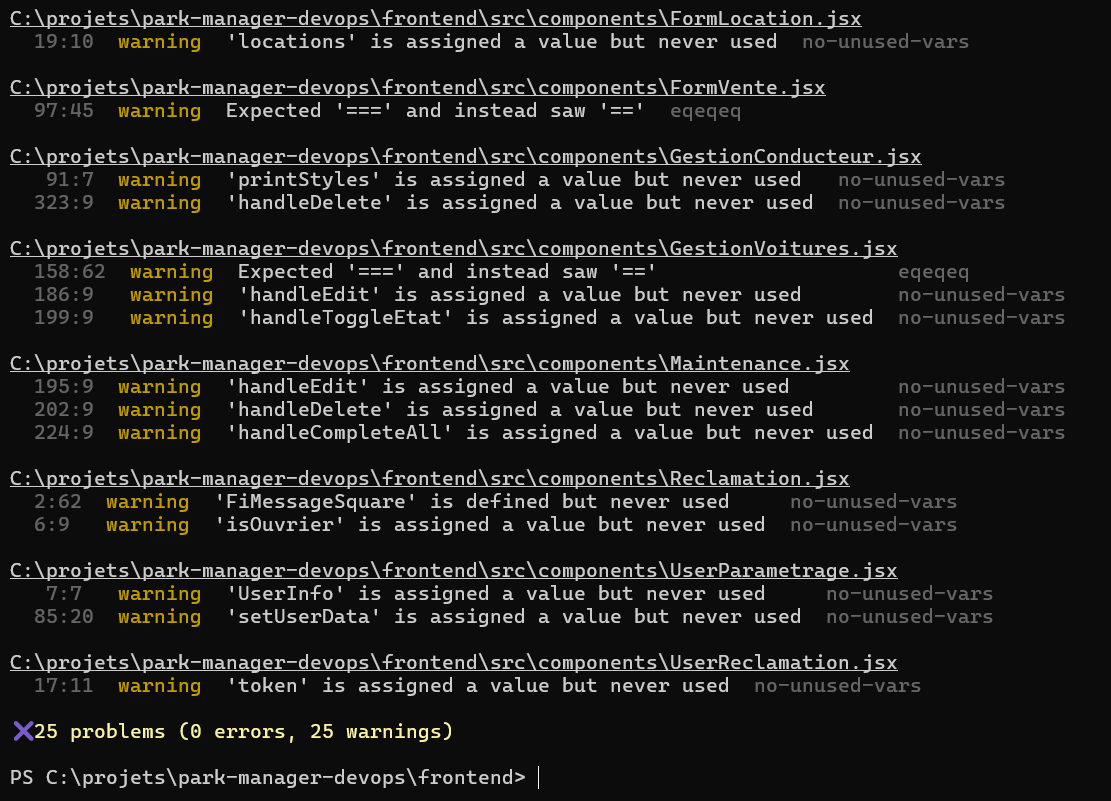 C:\projets\park-manager-devops\frontend\src\components\FormLocation.jsx
19:10 warning 'locations' is assigned a value but never used no-unused-vars
C:\projets\park-manager-devops\frontend\src\components\FormVente.jsx
97:45 warning Expected '===' and instead saw '==' eqeqeq
C:\projets\park-manager-devops\frontend\src\components\GestionConducteur.jsx
91:7 warning 'printStyles' is assigned a value but never used no-unused-vars
323:9 warning 'handleDelete' is assigned a value but never used no-unused-vars
C:\projets\park-manager-devops\frontend\src\components\GestionVoitures.jsx
158:62 warning Expected '===' and instead saw '==' eqeqeq
186:9 warning 'handleEdit' is assigned a value but never used no-unused-vars
199:9 warning 'handleToggleEtat' is assigned a value but never used no-unused-vars
C:\projets\park-manager-devops\frontend\src\components\Maintenance.jsx
195:9 warning 'handleEdit' is assigned a value but never used no-unused-vars
202:9 warning 'handleDelete' is assigned a value but never used no-unused-vars
224:9 warning 'handleCompleteAll' is assigned a value but never used no-unused-vars
C:\projets\park-manager-devops\frontend\src\components\Reclamation.jsx
2:62 warning 'FiMessageSquare' is defined but never used no-unused-vars
6:9 warning 'isOuvrier' is assigned a value but never used no-unused-vars
C:\projets\park-manager-devops\frontend\src\components\UserParametrage.jsx
7:7 warning 'UserInfo' is assigned a value but never used no-unused-vars
85:20 warning 'setUserData' is assigned a value but never used no-unused-vars
C:\projets\park-manager-devops\frontend\src\components\UserReclamation.jsx
17:11 warning 'token' is assigned a value but never used no-unused-vars
✖25 problems (0 errors, 25 warnings)
PS C:\projets\park-manager-devops\frontend>